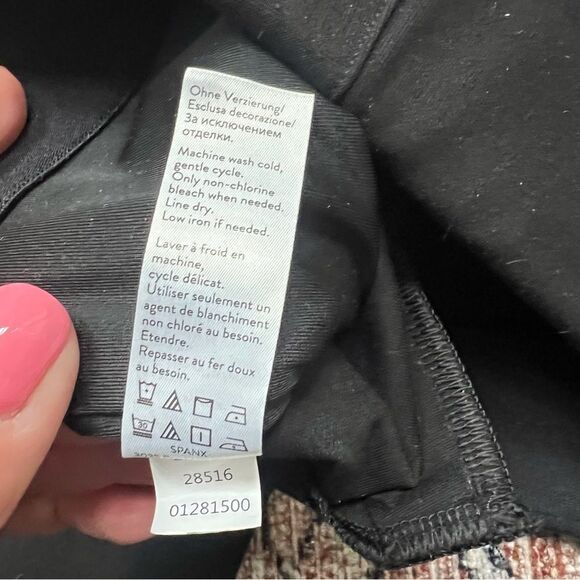 Ohne Verzierung/
Esclusa decorazione/
За исключением
отделки.
Machine wash cold,
gentle cycle.
Only non-chlorine
bleach when needed.
Line dry.
Low iron if needed.
Laver à froid en
machine,
cycle délicat.
Utiliser seulement un
agent de blanchiment
non chloré au besoin.
Etendre.
Repasser au fer doux
au besoin.
30
SPANX
28516
01281500